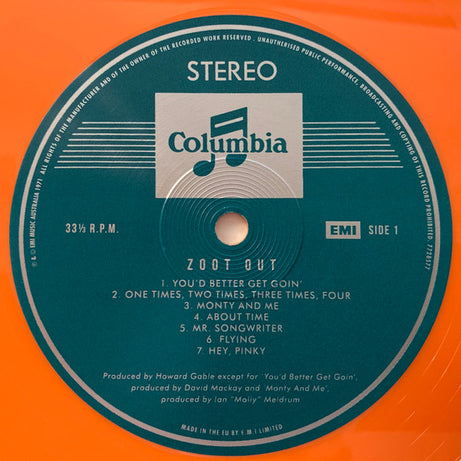 ALL RIGHTS OF THE MANUFACTURER AND OF THE OWNER OF THE RECORDED WORK RESERVED . UNAUTHORISED PUBLIC PERFORMANCE, BROADCASTING AND COPYING OF THIS RECORD PROHIBITED. 7726527
℗ & © EMI MUSIC AUSTRALIA 1971
STEREO
Columbia
33⅓ R.P.M.
EMI SIDE 1
ZOOT OUT
1. YOU'D BETTER GET GOIN'
2. ONE TIMES, TWO TIMES, THREE TIMES, FOUR
3. MONTY AND ME
4. ABOUT TIME
5. MR. SONGWRITER
6. FLYING
7. HEY, PINKY
Produced by Howard Gable except for 'You'd Better Get Goin',
produced by David Mackay and 'Monty And Me',
produced by Ian "Molly" Meldrum
MADE IN THE EU BY E.M.I LIMITED